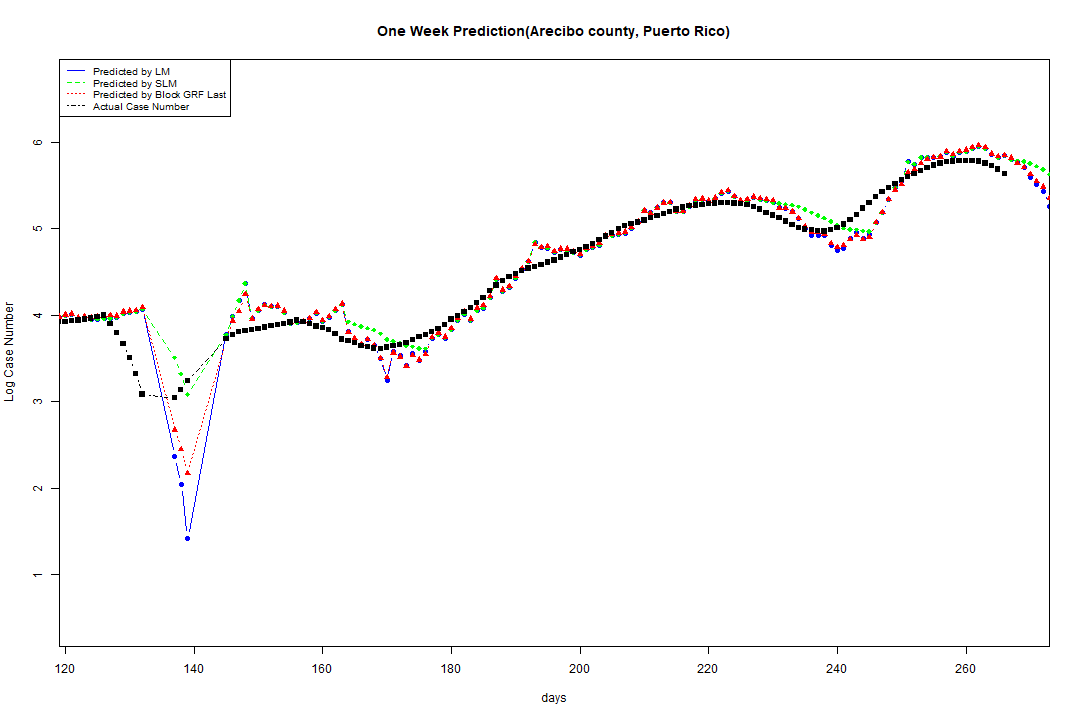 One Week Prediction(Arecibo county, Puerto Rico)
Predicted by LM
Predicted by SLM
Predicted by Block GRF Last
Actual Case Number
Log Case Number
6
5
4
3
2
1
120 140 160 180 200 220 240 260
days